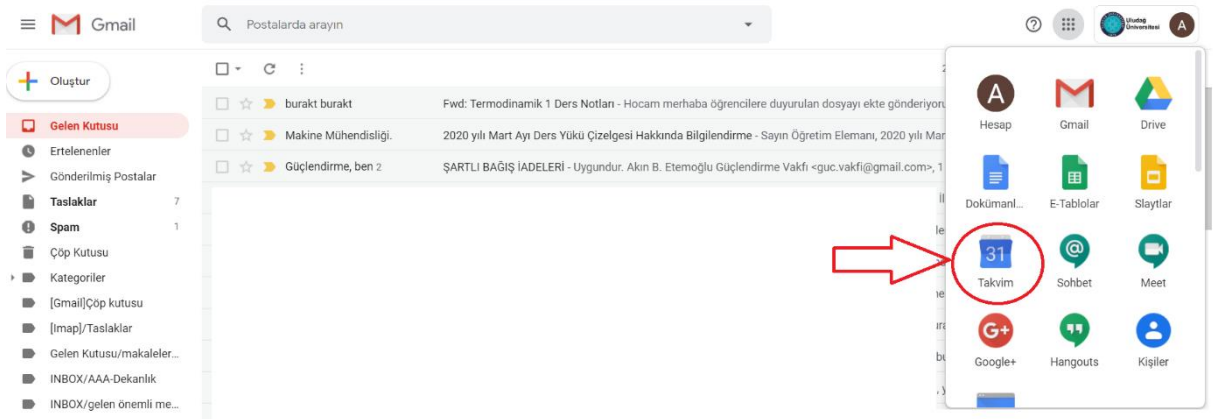 Gmail
Postalarda arayın
Uludağ
Üniversitesi
A
Oluştur
Gelen Kutusu
Ertelenenler
Gönderilmiş Postalar
Taslaklar 7
Spam 1
Çöp Kutusu
Kategoriler
[Gmail]Çöp kutusu
[Imap]/Taslaklar
Gelen Kutusu/makaleler...
INBOX/AAA-Dekanlık
INBOX/gelen önemli me...
burakt burakt Fwd: Termodinamik 1 Ders Notları - Hocam merhaba öğrencilere duyurulan dosyayı ekte gönderiyoru
Makine Mühendisliği. 2020 yılı Mart Ayı Ders Yükü Çizelgesi Hakkında Bilgilendirme - Sayın Öğretim Elemanı, 2020 yılı Mar
Güçlendirme, ben 2 ŞARTLI BAĞIŞ İADELERİ - Uygundur. Akın B. Etemoğlu Güçlendirme Vakfı <guc.vakfi@gmail.com>, 1
A
Hesap Gmail Drive
Dokümanl... E-Tablolar Slaytlar
31
Takvim Sohbet Meet
G+
Google+ Hangouts Kişiler